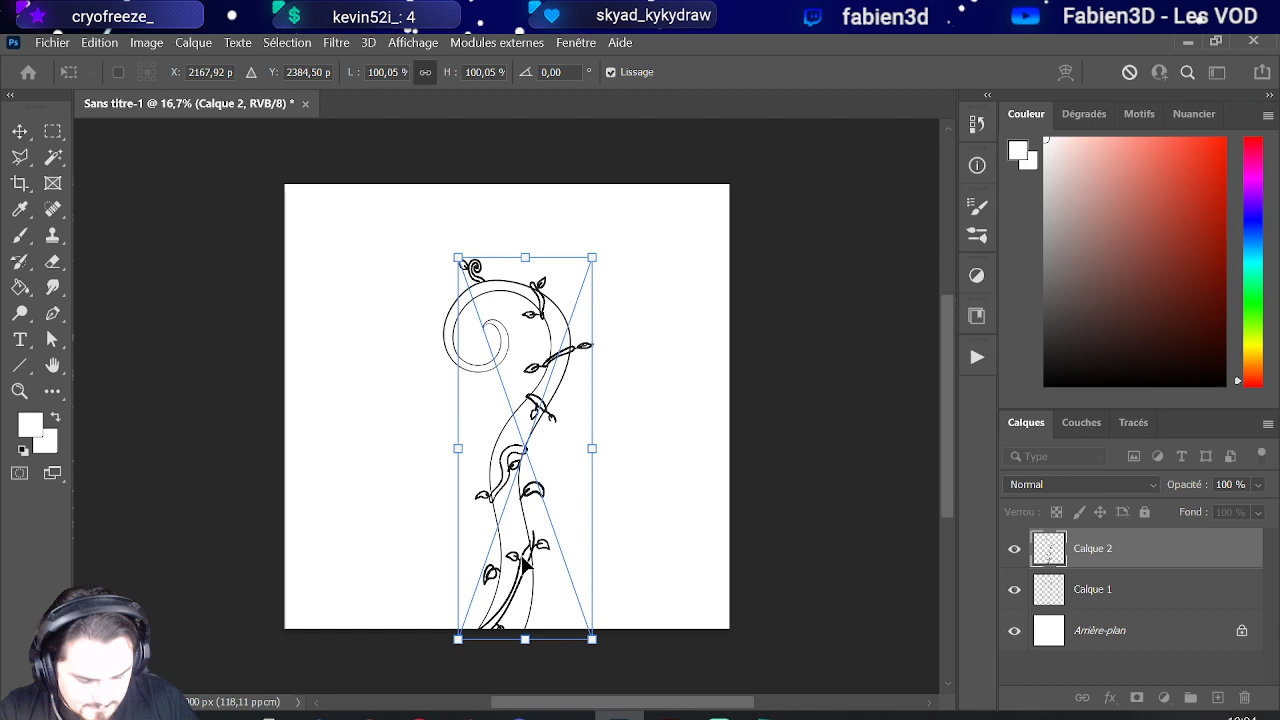 cryofreeze_
kevin52i_: 4
skyad_kykydraw
fabien3d
Fabien3D - Les VOD
Ps Fichier Edition Image Calque Texte Sélection Filtre 3D Affichage Modules externes Fenêtre Aide
X: 2167,92 p Y: 2384,50 p L : 100,05 % H : 100,05 % 0,00 ° Lissage
Sans titre-1 @ 16,7% (Calque 2, RVB/8) *
Couleur Dégradés Motifs Nuancier
Calques Couches Tracés
Type
Normal Opacité : 100 %
Verrou : Fond : 100 %
Calque 2
Calque 1
Arrière-plan
000 px (118,11 ppcm)